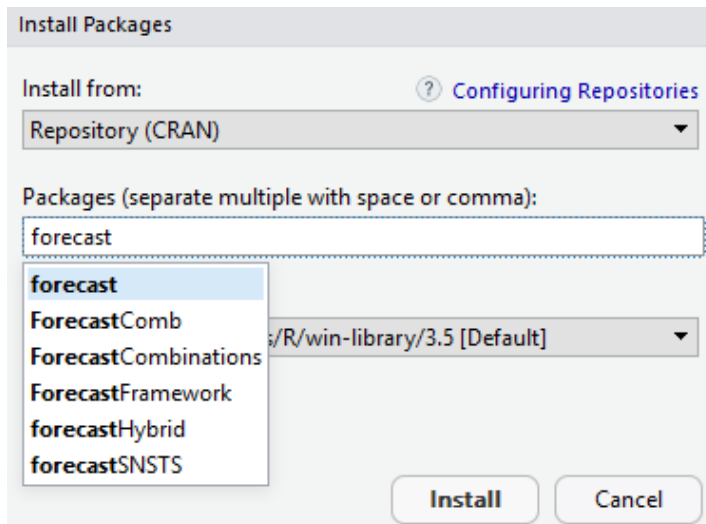 Install Packages
Install from:
? Configuring Repositories
Repository (CRAN)
Packages (separate multiple with space or comma):
forecast
forecast
ForecastComb
ForecastCombinations
ForecastFramework
forecastHybrid
forecastSNSTS
/R/win-library/3.5 [Default]
Install
Cancel